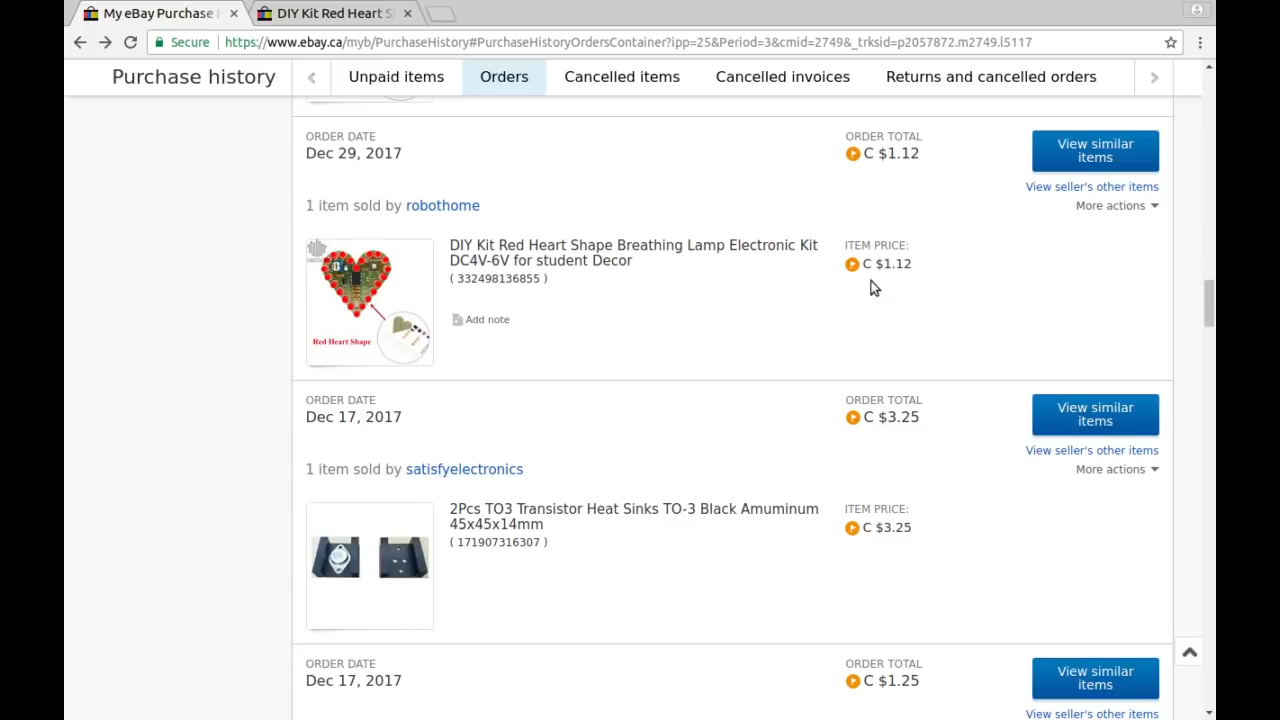 My eBay Purchase H
DIY Kit Red Heart S
Secure
https://www.ebay.ca/myb/PurchaseHistory#PurchaseHistoryOrdersContainer?ipp=25&Period=3&cmid=2749&_trksid=p2057872.m2749.l5117
Purchase history
Unpaid items
Orders
Cancelled items
Cancelled invoices
Returns and cancelled orders
ORDER DATE
Dec 29, 2017
ORDER TOTAL
C $1.12
View similar
items
View seller's other items
1 item sold by robothome
More actions
DIY Kit Red Heart Shape Breathing Lamp Electronic Kit
DC4V-6V for student Decor
( 332498136855 )
Add note
ITEM PRICE:
C $1.12
Red Heart Shape
ORDER DATE
Dec 17, 2017
ORDER TOTAL
C $3.25
View similar
items
View seller's other items
1 item sold by satisfyelectronics
More actions
2Pcs TO3 Transistor Heat Sinks TO-3 Black Amuminum
45x45x14mm
( 171907316307 )
ITEM PRICE:
C $3.25
ORDER DATE
Dec 17, 2017
ORDER TOTAL
C $1.25
View similar
items
View seller's other items